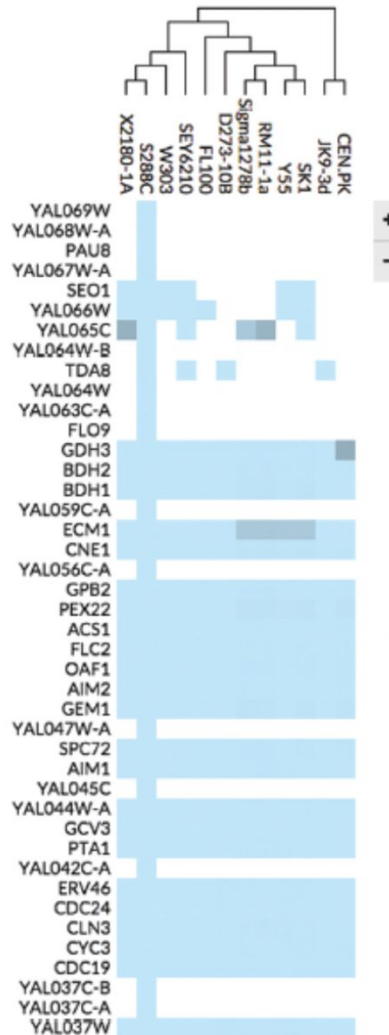 X2180-1A
S288C
W303
SEY6210
FL100
D273-10B
Sigma1278b
RM11-1a
Y55
SK1
JK9-3d
CEN.PK
YAL069W
YAL068W-A
PAU8
YAL067W-A
SEO1
YAL066W
YAL065C
YAL064W-B
TDA8
YAL064W
YAL063C-A
FLO9
GDH3
BDH2
BDH1
YAL059C-A
ECM1
CNE1
YAL056C-A
GPB2
PEX22
ACS1
FLC2
OAF1
AIM2
GEM1
YAL047W-A
SPC72
AIM1
YAL045C
YAL044W-A
GCV3
PTA1
YAL042C-A
ERV46
CDC24
CLN3
CYC3
CDC19
YAL037C-B
YAL037C-A
YAL037W